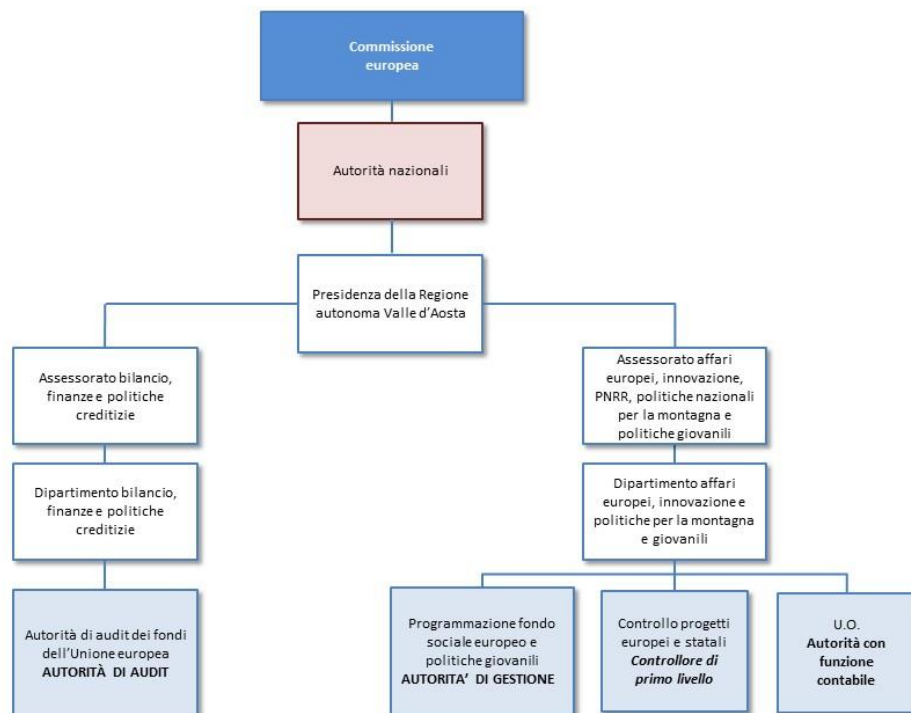 Commissione
europea
Autorità nazionali
Presidenza della Regione
autonoma Valle d'Aosta
Assessorato bilancio,
finanze e politiche
creditizie
Assessorato affari
europei, innovazione,
PNRR, politiche nazionali
per la montagna e
politiche giovanili
Dipartimento bilancio,
finanze e politiche
creditizie
Dipartimento affari
europei, innovazione e
politiche per la montagna
e giovanili
Autorità di audit dei fondi
dell'Unione europea
AUTORITÀ DI AUDIT
Programmazione fondo
sociale europeo e
politiche giovanili
AUTORITA' DI GESTIONE
Controllo progetti
europei e statali
Controllore di
primo livello
U.O.
Autorità con
funzione
contabile